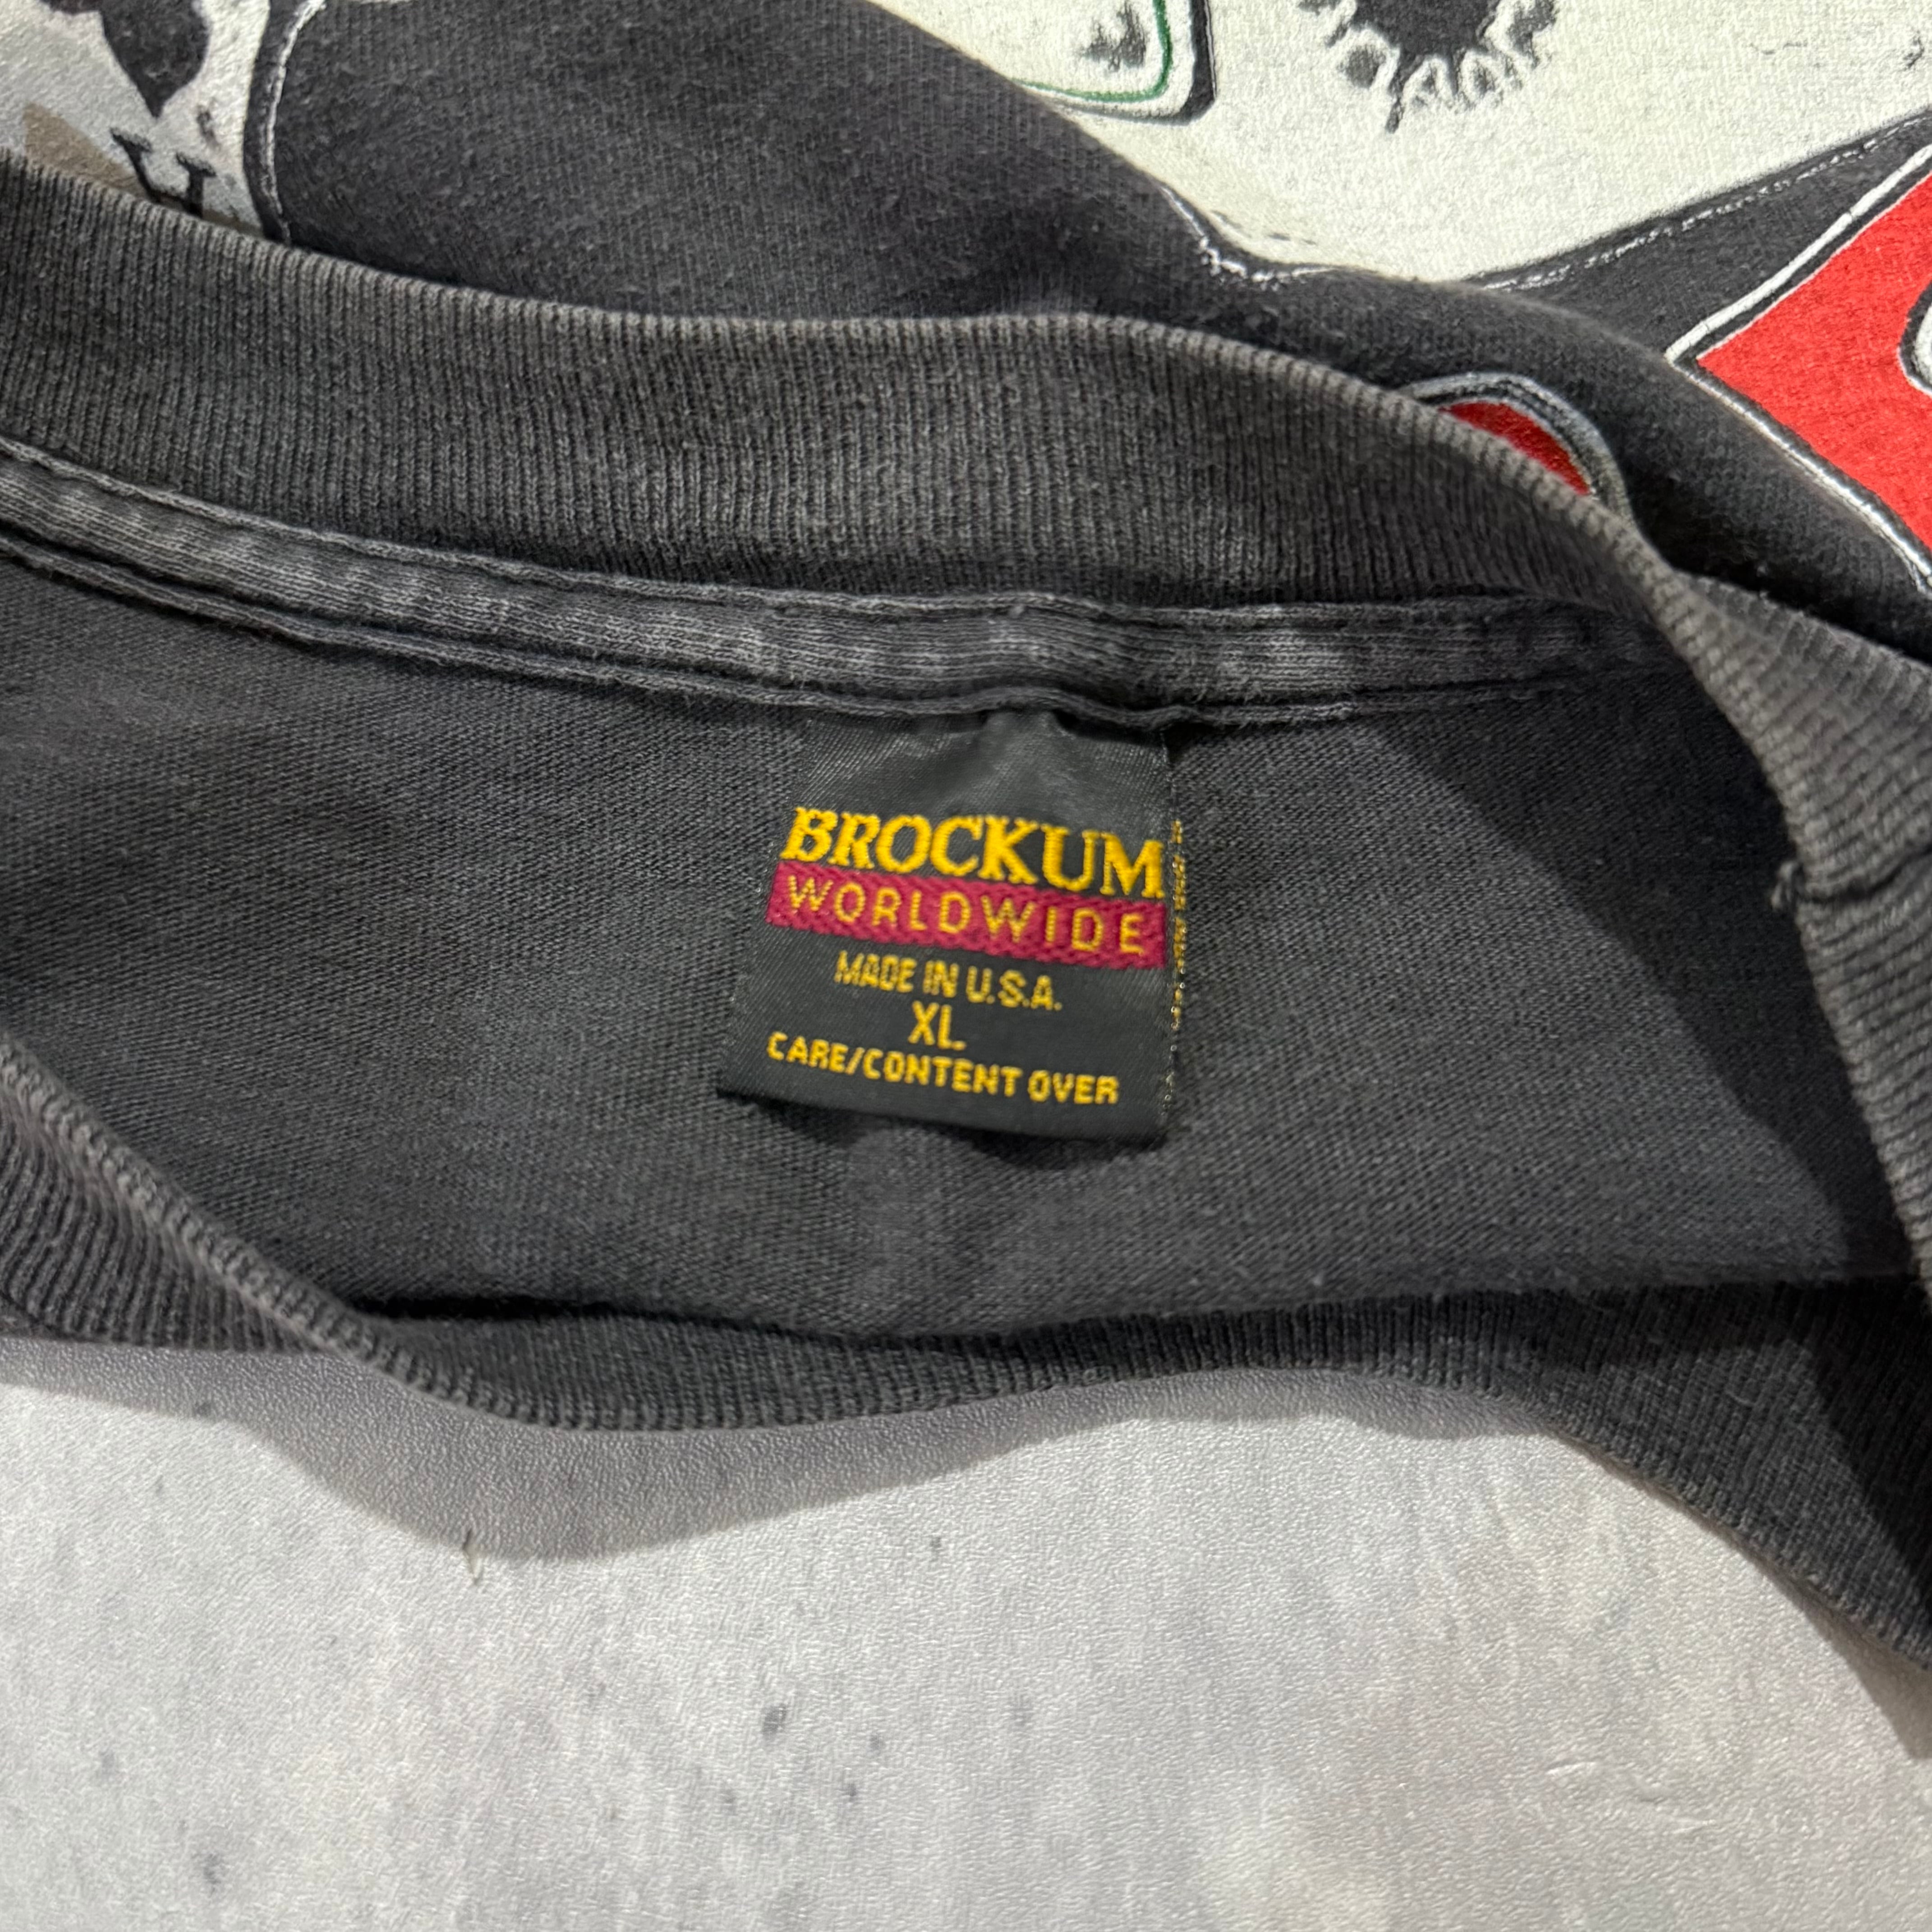 BROCKUM
WORLDWIDE
MADE IN U.S.A.
XL
CARE/CONTENT OVER